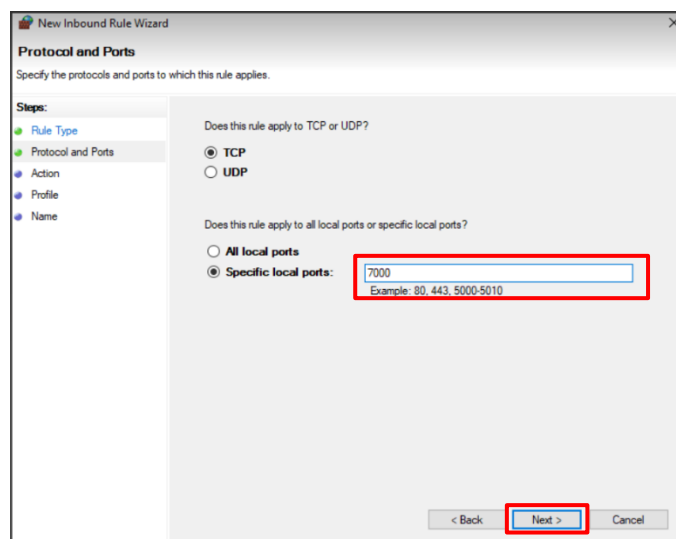 New Inbound Rule Wizard
Protocol and Ports
Specify the protocols and ports to which this rule applies.
Steps:
Rule Type
Protocol and Ports
Action
Profile
Name
Does this rule apply to TCP or UDP?
TCP
UDP
Does this rule apply to all local ports or specific local ports?
All local ports
Specific local ports:
7000
Example: 80, 443, 5000-5010
< Back
Next >
Cancel